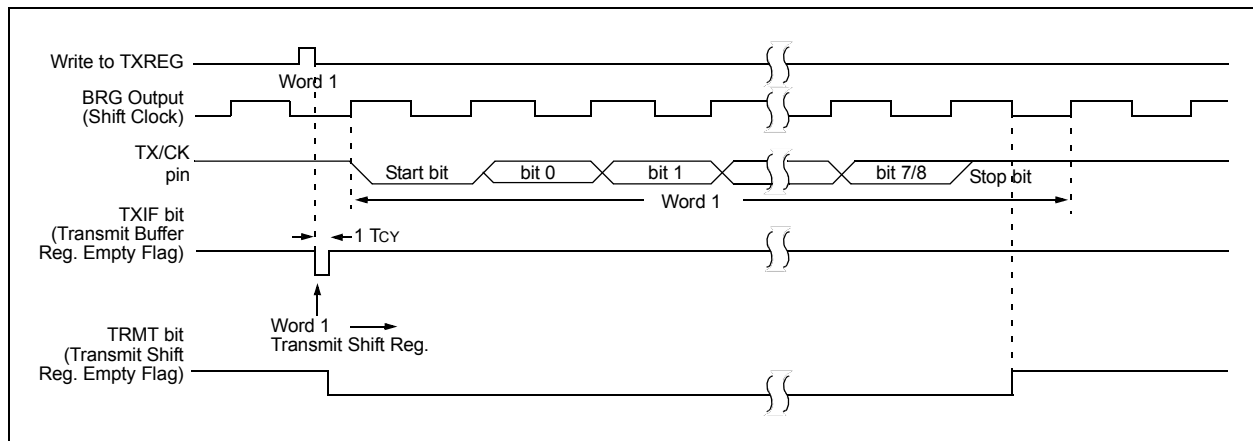 Write to TXREG
Word 1
BRG Output
(Shift Clock)
TX/CK
pin
Start bit
bit 0
bit 1
bit 7/8
Stop bit
Word 1
TXIF bit
(Transmit Buffer
Reg. Empty Flag)
1 TCY
Word 1
Transmit Shift Reg.
TRMT bit
(Transmit Shift
Reg. Empty Flag)